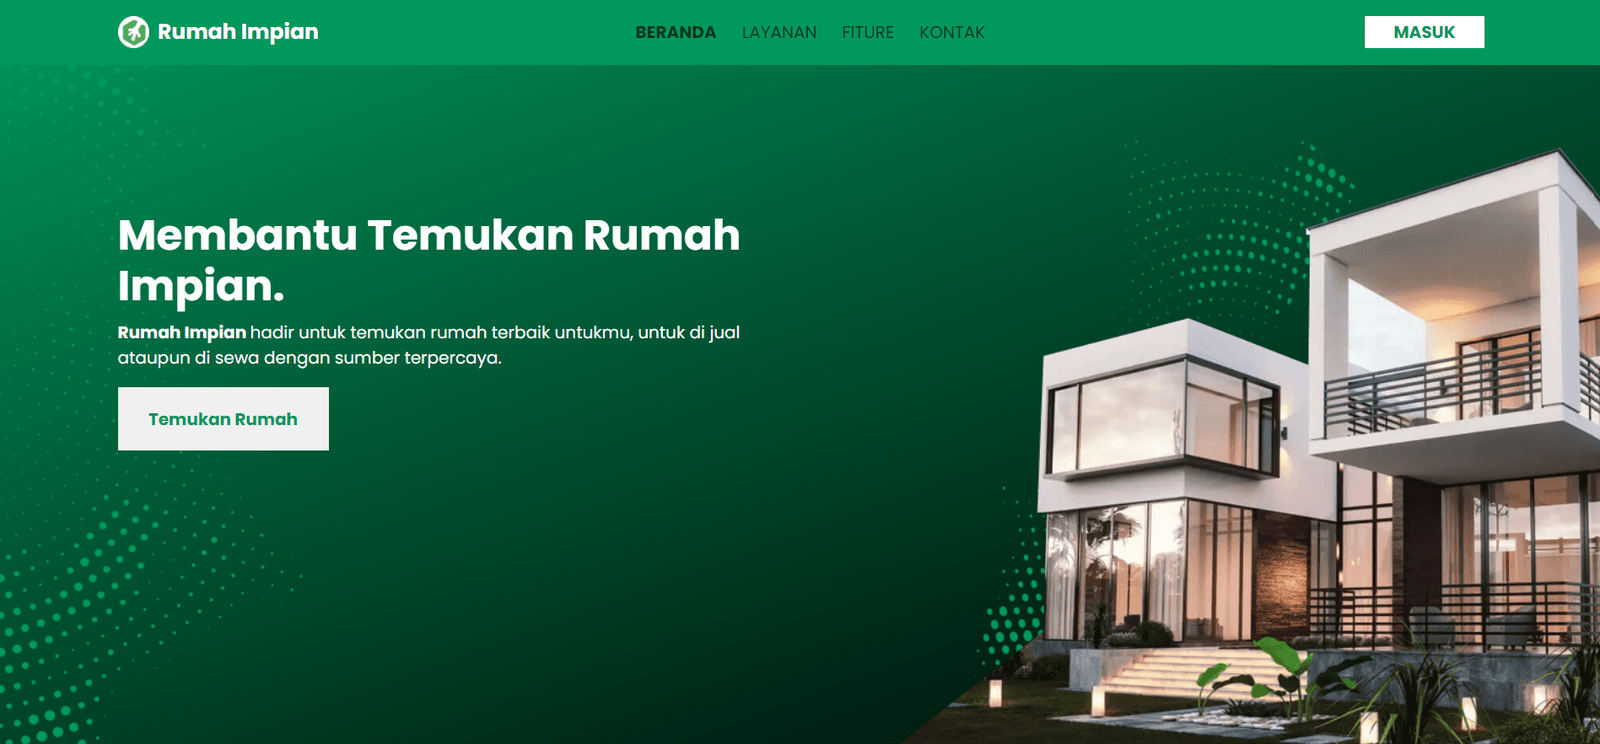 Rumah Impian
BERANDA LAYANAN FITURE KONTAK
MASUK
Membantu Temukan Rumah
Impian.
Rumah Impian hadir untuk temukan rumah terbaik untukmu, untuk di jual
ataupun di sewa dengan sumber terpercaya.
Temukan Rumah